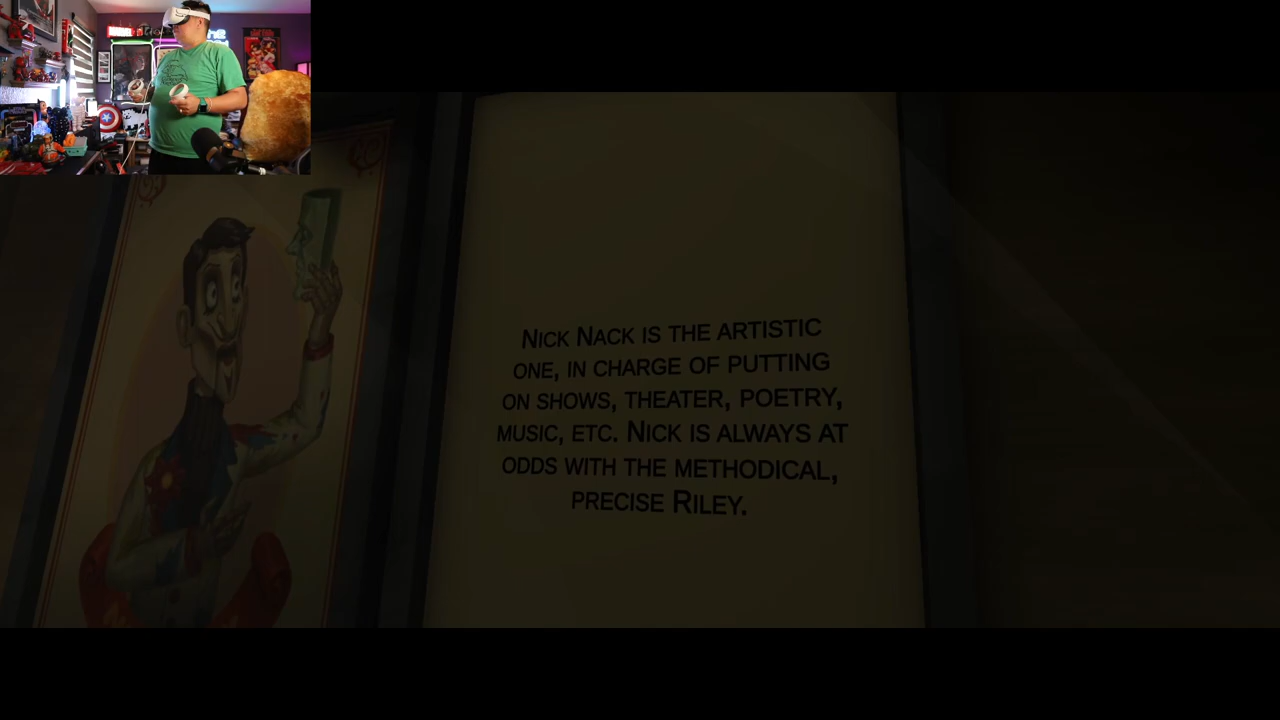 NICK NACK IS THE ARTISTIC
ONE, IN CHARGE OF PUTTING
ON SHOWS, THEATER, POETRY,
MUSIC, ETC. NICK IS ALWAYS AT
ODDS WITH THE METHODICAL,
PRECISE RILEY.